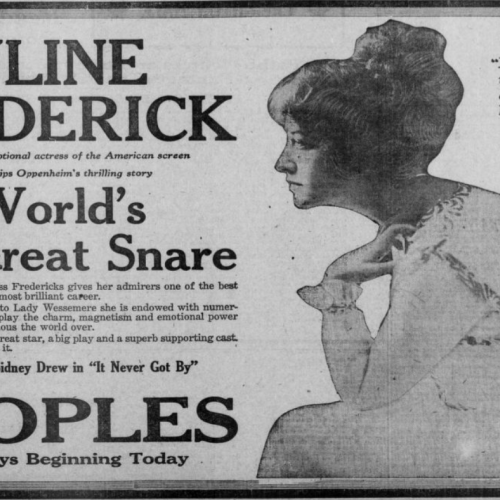 LINE
DERICK
otional actress of the American screen
ips Oppenheim's thrilling story
World's
reat Snare
ss Fredericks gives her admirers one of the best
most brilliant career.
to Lady Wessemere she is endowed with numer-
play the charm, magnetism and emotional power
ious the world over.
reat star, a big play and a superb supporting cast.
it.
idney Drew in "It Never Got By"
OPLES
ys Beginning Today